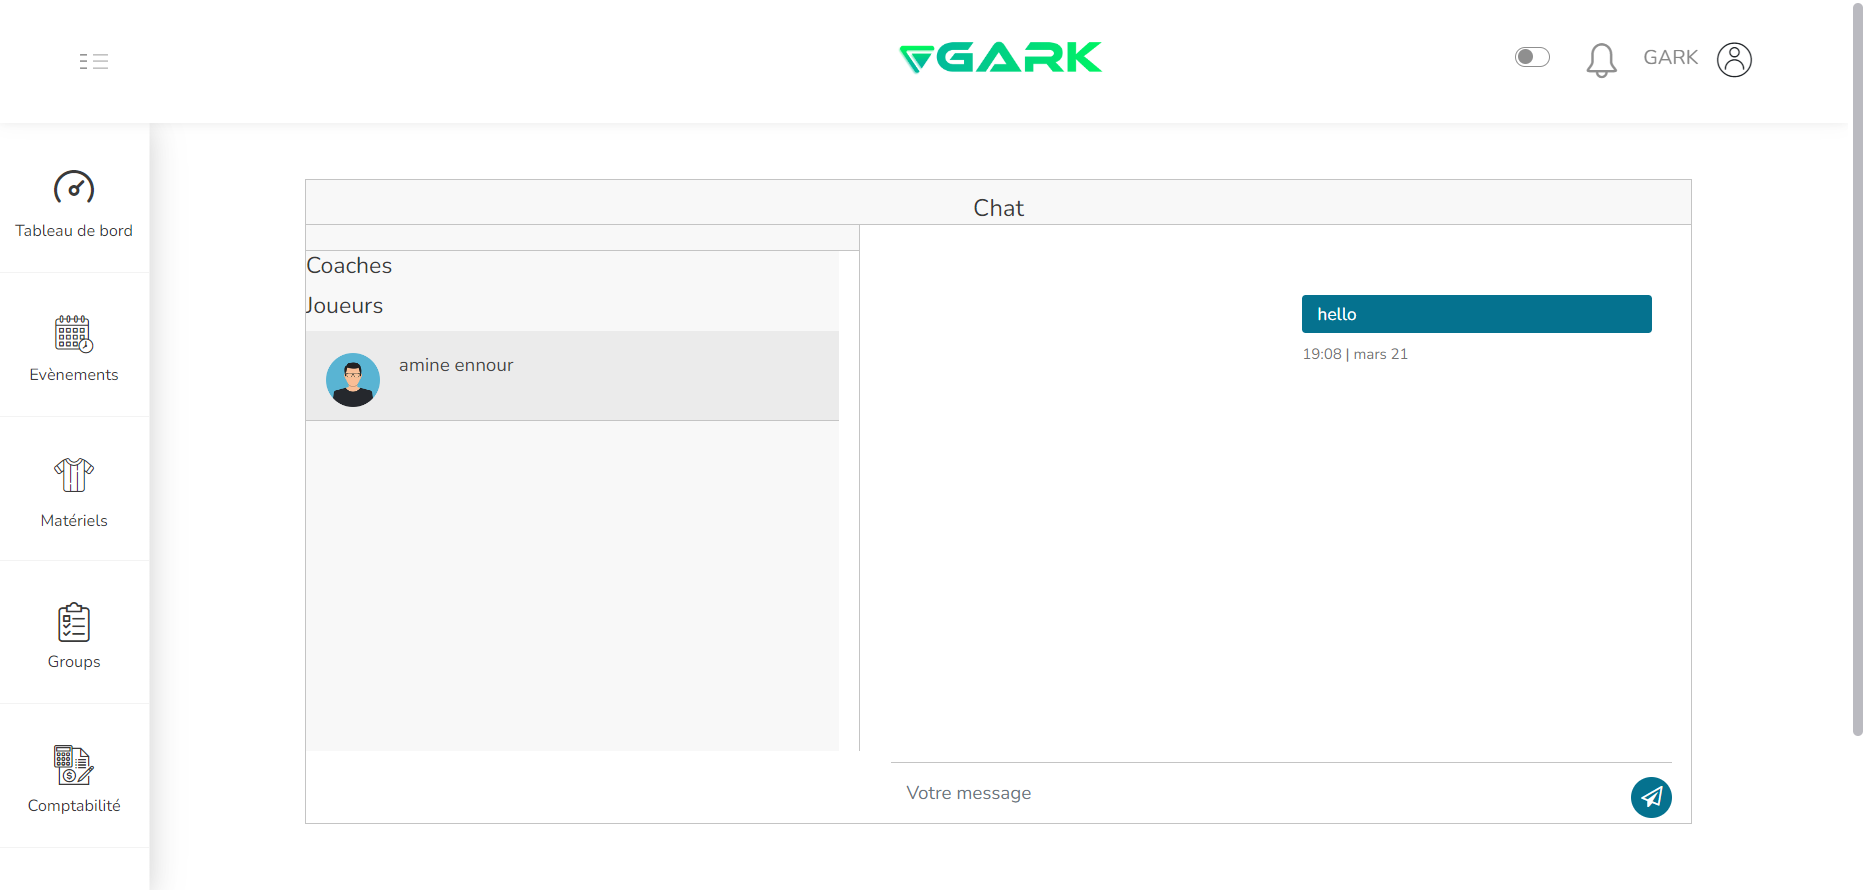 GARK
GARK
Tableau de bord
Evènements
Matériels
Groups
Comptabilité
Chat
Coaches
Joueurs
amine ennour
hello
19:08 | mars 21
Votre message